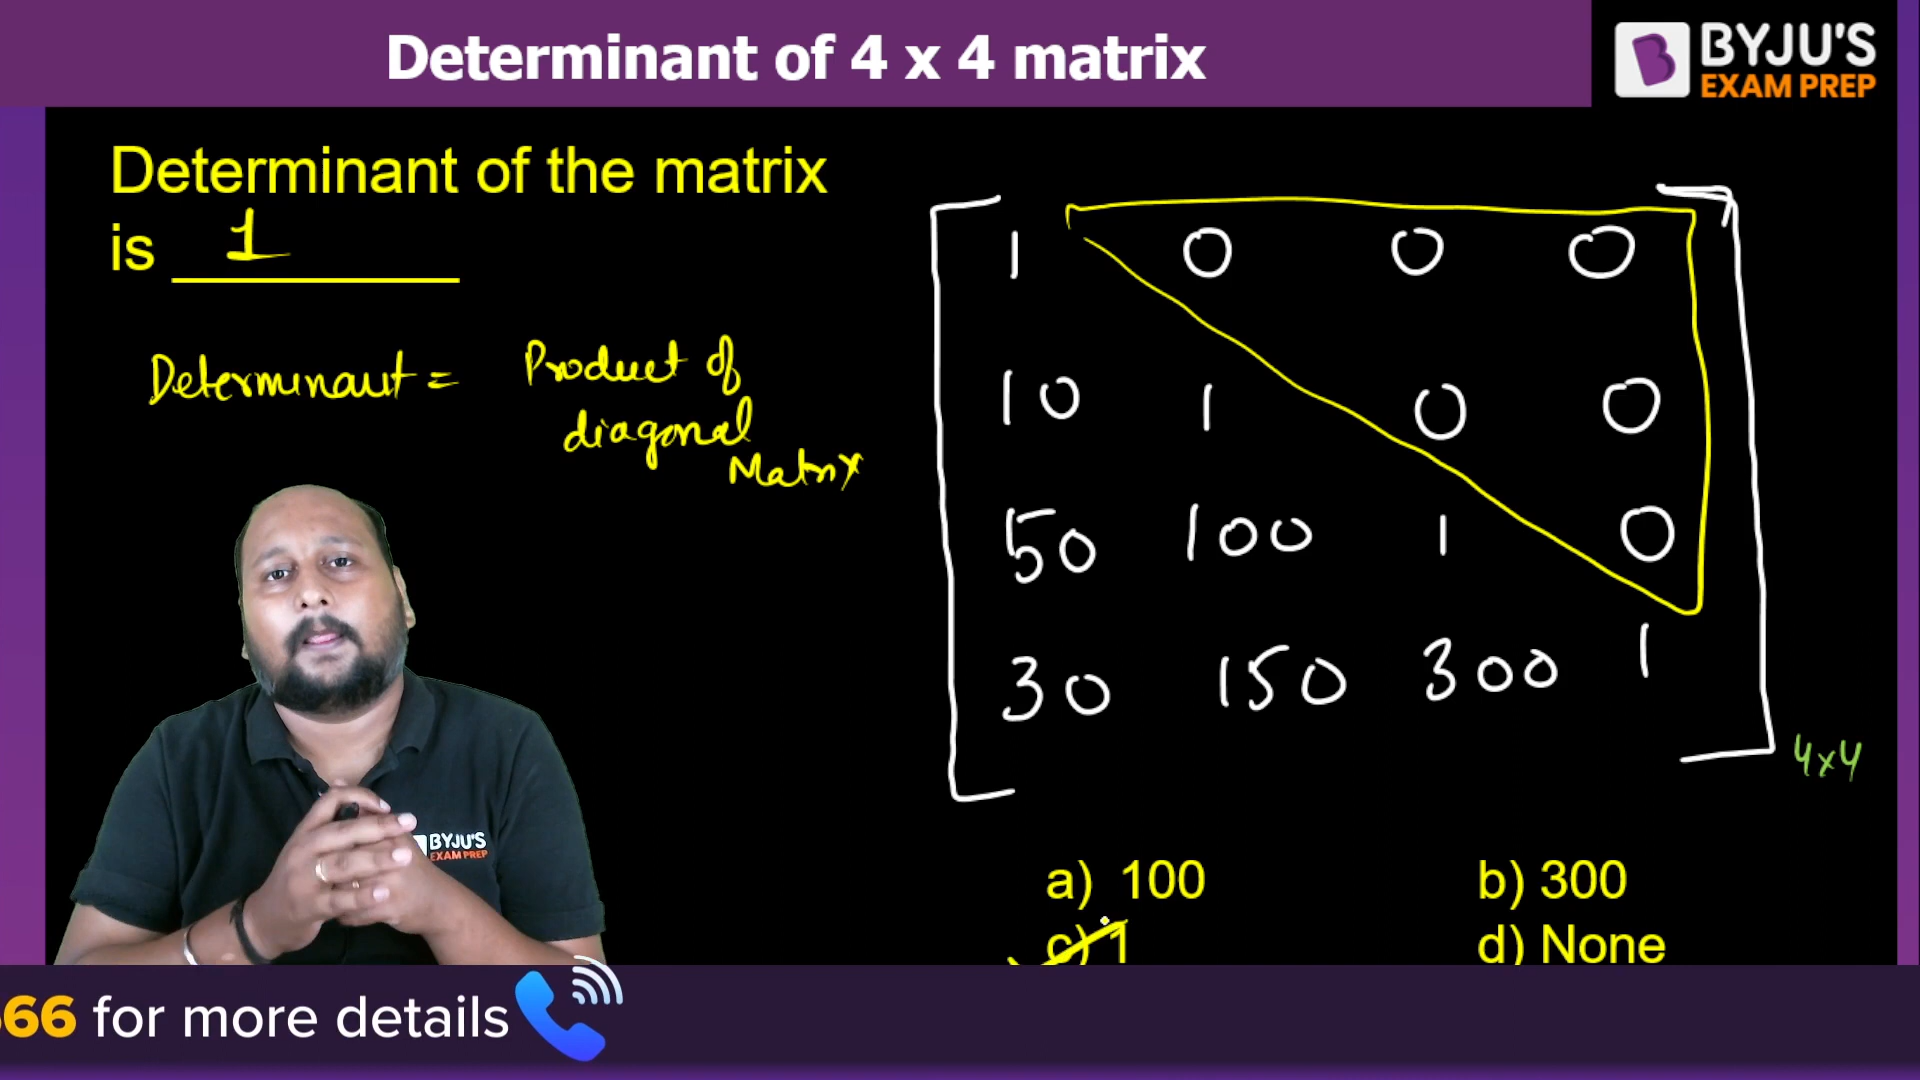 Determinant of 4 x 4 matrix
BYJU'S
EXAM PREP
Determinant of the matrix
is 1
Determinant = Product of
diagonal
Matrix
1 0 0 0
10 1 0 0
50 100 1 0
30 150 300 1
4x4
BYJU'S
EXAM PREP
a) 100 b) 300
c) 1 d) None
66 for more details